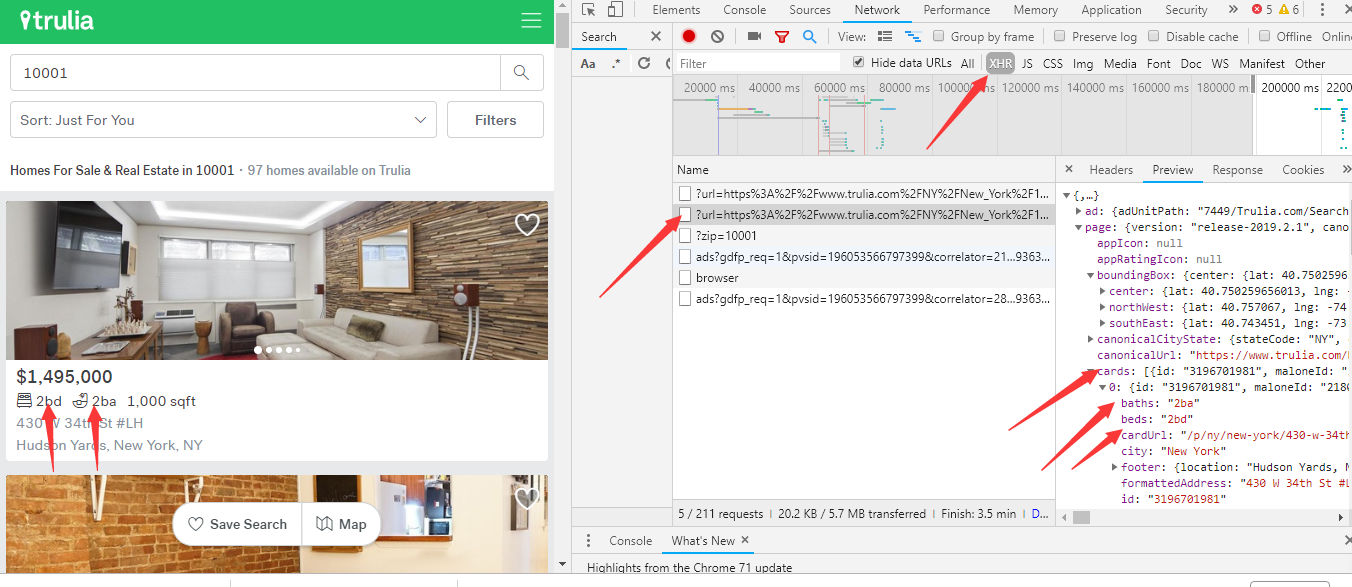 trulia
10001
Sort: Just For You
Filters
Homes For Sale & Real Estate in 10001 · 97 homes available on Trulia
$1,495,000
2bd 2ba 1,000 sqft
430 W 34th St #LH
Hudson Yards, New York, NY
Save Search
Map
Elements Console Sources Network Performance Memory Application Security » 5 6
Search × View: Group by frame Preserve log Disable cache Offline Onlin
Aa .* Filter Hide data URLs All XHR JS CSS Img Media Font Doc WS Manifest Other
20000 ms 40000 ms 60000 ms 80000 ms 10000 ms 120000 ms 140000 ms 160000 ms 180000 m 200000 ms 2200
Name
?url=https%3A%2F%2Fwww.trulia.com%2FNY%2FNew_York%2F1...
?url=https%3A%2F%2Fwww.trulia.com%2FNY%2FNew_York%2F1...
?zip=10001
ads?gdfp_req=1&pvsid=196053566797399&correlator=21...9363...
browser
ads?gdfp_req=1&pvsid=196053566797399&correlator=28...9363...
5 / 211 requests | 20.2 KB / 5.7 MB transferred | Finish: 3.5 min | D...
× Headers Preview Response Cookies »
{,…}
ad: {adUnitPath: "7449/Trulia.com/Search
page: {version: "release-2019.2.1", cano
appIcon: null
appRatingIcon: null
boundingBox: {center: {lat: 40.7502596
center: {lat: 40.750259656013, lng: -
northWest: {lat: 40.757067, lng: -74
southEast: {lat: 40.743451, lng: -73
canonicalCityState: {stateCode: "NY",
canonicalUrl: "https://www.trulia.com/
cards: [{id: "3196701981", maloneId: "
0: {id: "3196701981", maloneId: "218
baths: "2ba"
beds: "2bd"
cardUrl: "/p/ny/new-york/430-w-34th
city: "New York"
footer: {location: "Hudson Yards, N
formattedAddress: "430 W 34th St #L
id: "3196701981"
Console What's New ×
Highlights from the Chrome 71 update